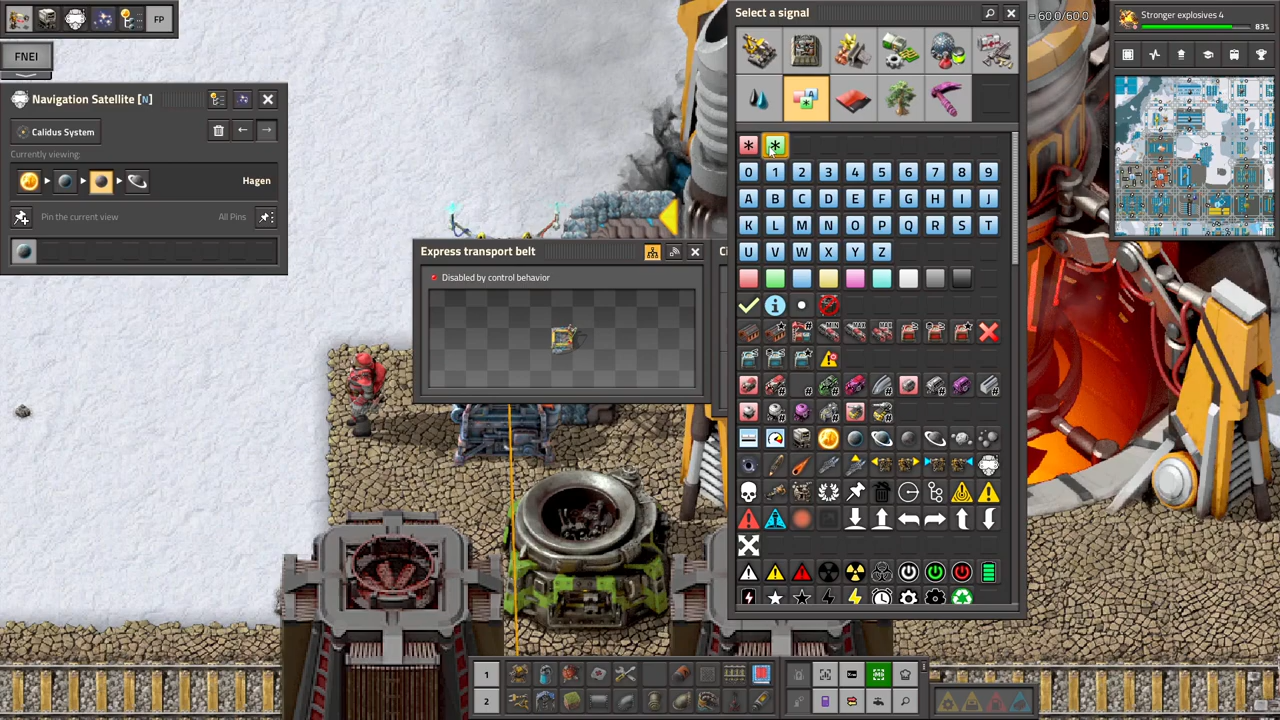 FP
FNEI
Navigation Satellite [N]
Calidus System
Currently viewing:
Hagen
Pin the current view
All Pins
Express transport belt
Disabled by control behavior
Select a signal
= 60.0/60.0
Stronger explosives 4
83%
0 1 2 3 4 5 6 7 8 9
A B C D E F G H I J
K L M N O P Q R S T
U V W X Y Z
1
2